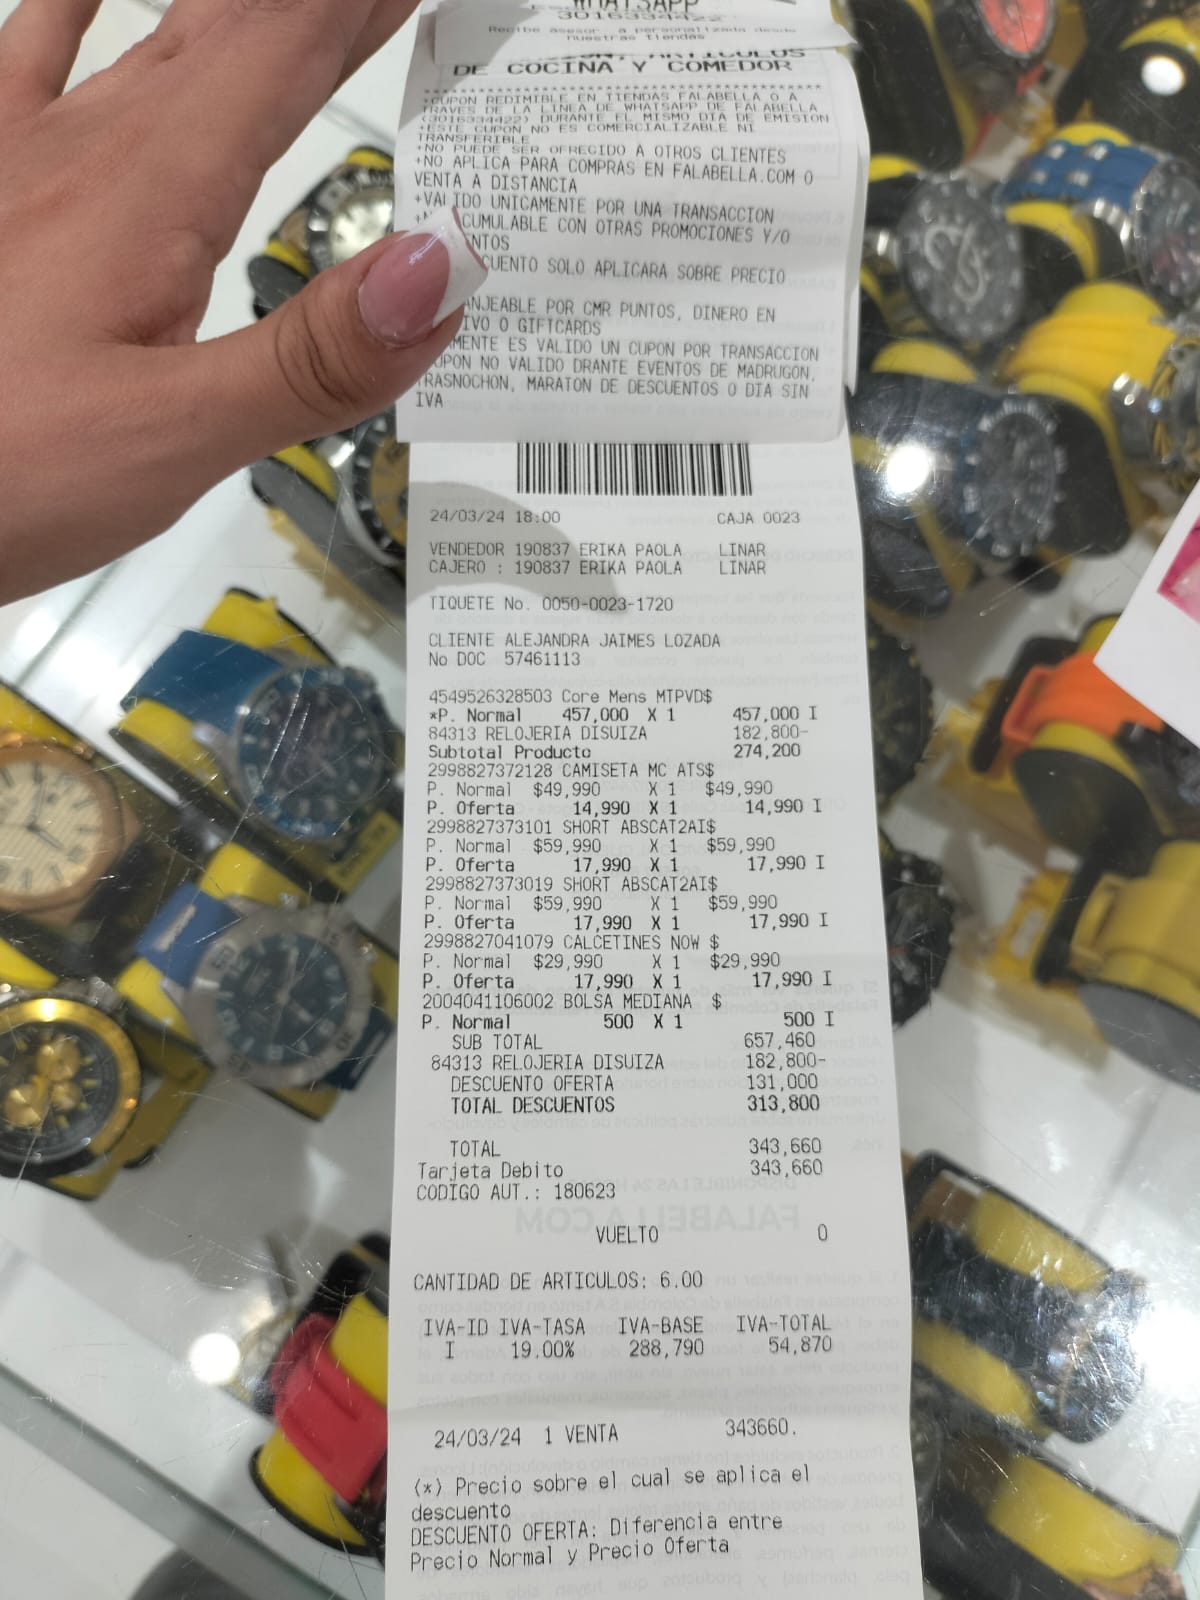 WHATSAPP
3016334422
nuestras tiendas
DE COCINA Y COMEDOR
****************************************
+CUPON REDIMIBLE EN TIENDAS FALABELLA O A
TRAVES DE LA LINEA DE WHATSAPP DE FALABELLA
(3016334422) DURANTE EL MISMO DIA DE EMISION
+ESTE CUPON NO ES COMERCIALIZABLE NI
TRANSFERIBLE
+NO PUEDE SER OFRECIDO A OTROS CLIENTES
+NO APLICA PARA COMPRAS EN FALABELLA.COM O
VENTA A DISTANCIA
+VALIDO UNICAMENTE POR UNA TRANSACCION
CUMULABLE CON OTRAS PROMOCIONES Y/O
NTOS
CUENTO SOLO APLICARA SOBRE PRECIO
ANJEABLE POR CMR PUNTOS, DINERO EN
IVO O GIFTCARDS
MENTE ES VALIDO UN CUPON POR TRANSACCION
UPON NO VALIDO DRANTE EVENTOS DE MADRUGON,
TRASNOCHON, MARATON DE DESCUENTOS O DIA SIN
IVA
24/03/24 18:00 CAJA 0023
VENDEDOR 190837 ERIKA PAOLA LINAR
CAJERO : 190837 ERIKA PAOLA LINAR
TIQUETE No. 0050-0023-1720
CLIENTE ALEJANDRA JAIMES LOZADA
No DOC 57461113
4549526328503 Core Mens MTPVD$
*P. Normal 457,000 X 1 457,000 I
84313 RELOJERIA DISUIZA 182,800-
Subtotal Producto 274,200
2998827372128 CAMISETA MC ATS$
P. Normal $49,990 X 1 $49,990
P. Oferta 14,990 X 1 14,990 I
2998827373101 SHORT ABSCAT2AI$
P. Normal $59,990 X 1 $59,990
P. Oferta 17,990 X 1 17,990 I
2998827373019 SHORT ABSCAT2AI$
P. Normal $59,990 X 1 $59,990
P. Oferta 17,990 X 1 17,990 I
2998827041079 CALCETINES NOW $
P. Normal $29,990 X 1 $29,990
P. Oferta 17,990 X 1 17,990 I
2004041106002 BOLSA MEDIANA $
P. Normal 500 X 1 500 I
SUB TOTAL 657,460
84313 RELOJERIA DISUIZA 182,800-
DESCUENTO OFERTA 131,000
TOTAL DESCUENTOS 313,800
TOTAL 343,660
Tarjeta Debito 343,660
CODIGO AUT.: 180623
VUELTO 0
CANTIDAD DE ARTICULOS: 6.00
IVA-ID IVA-TASA IVA-BASE IVA-TOTAL
I 19.00% 288,790 54,870
24/03/24 1 VENTA 343660.
(*) Precio sobre el cual se aplica el
descuento
DESCUENTO OFERTA: Diferencia entre
Precio Normal y Precio Oferta